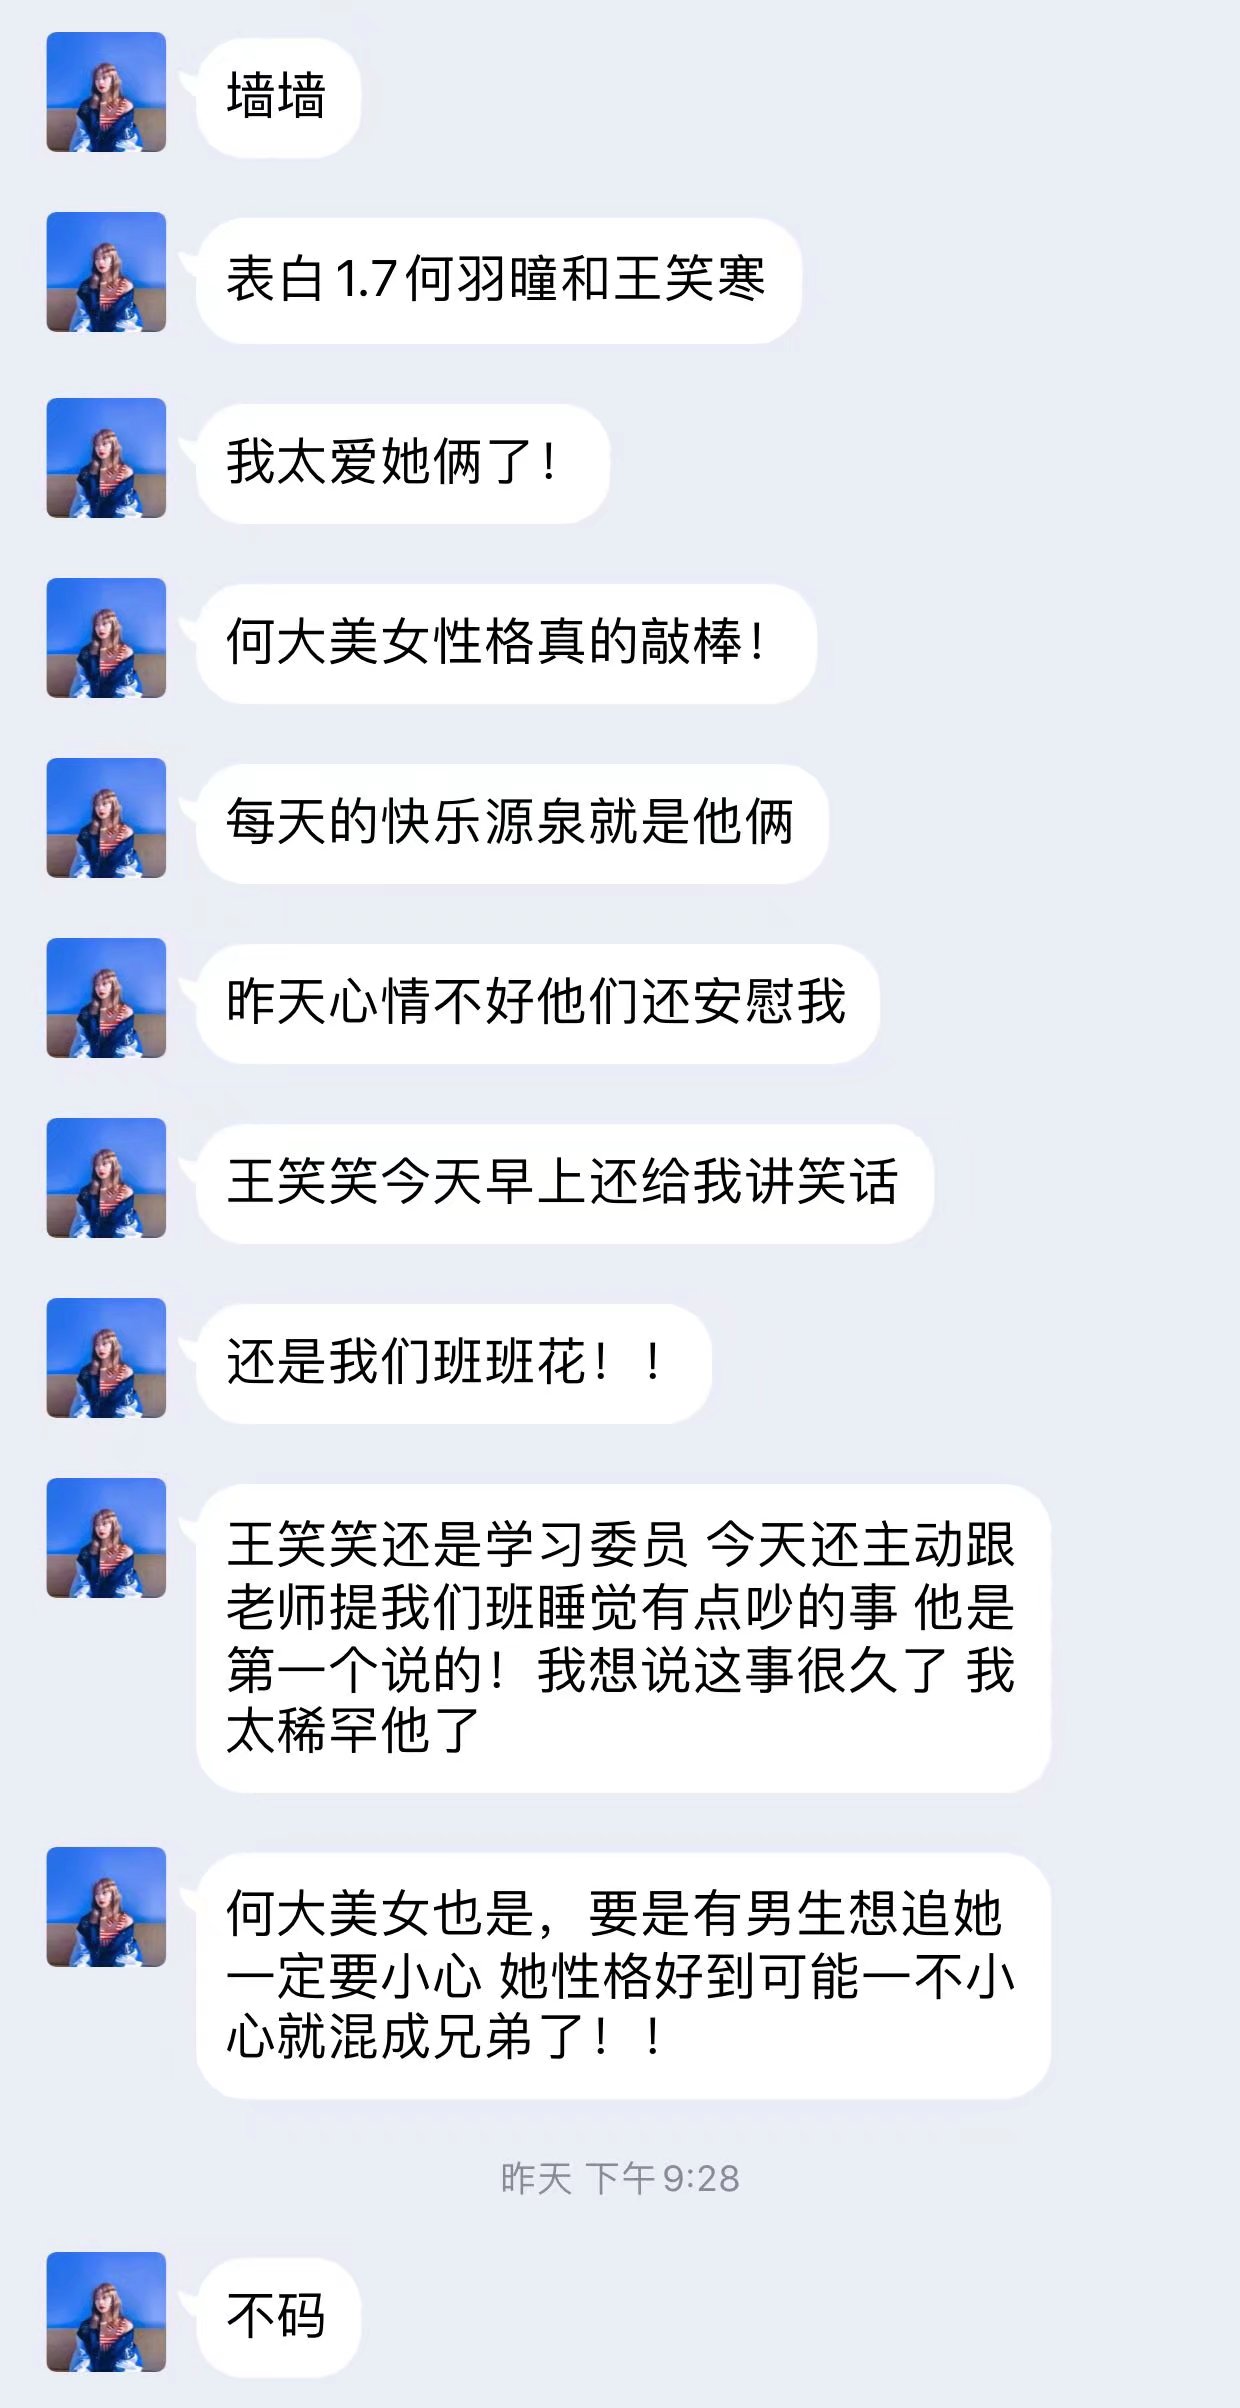 墙墙
表白1.7何羽曈和王笑寒
我太爱她俩了！
何大美女性格真的敲棒！
每天的快乐源泉就是他俩
昨天心情不好他们还安慰我
王笑笑今天早上还给我讲笑话
还是我们班班花！！
王笑笑还是学习委员 今天还主动跟
老师提我们班睡觉有点吵的事 他是
第一个说的！我想说这事很久了 我
太稀罕他了
何大美女也是，要是有男生想追她
一定要小心 她性格好到可能一不小
心就混成兄弟了！！
昨天 下午9:28
不码